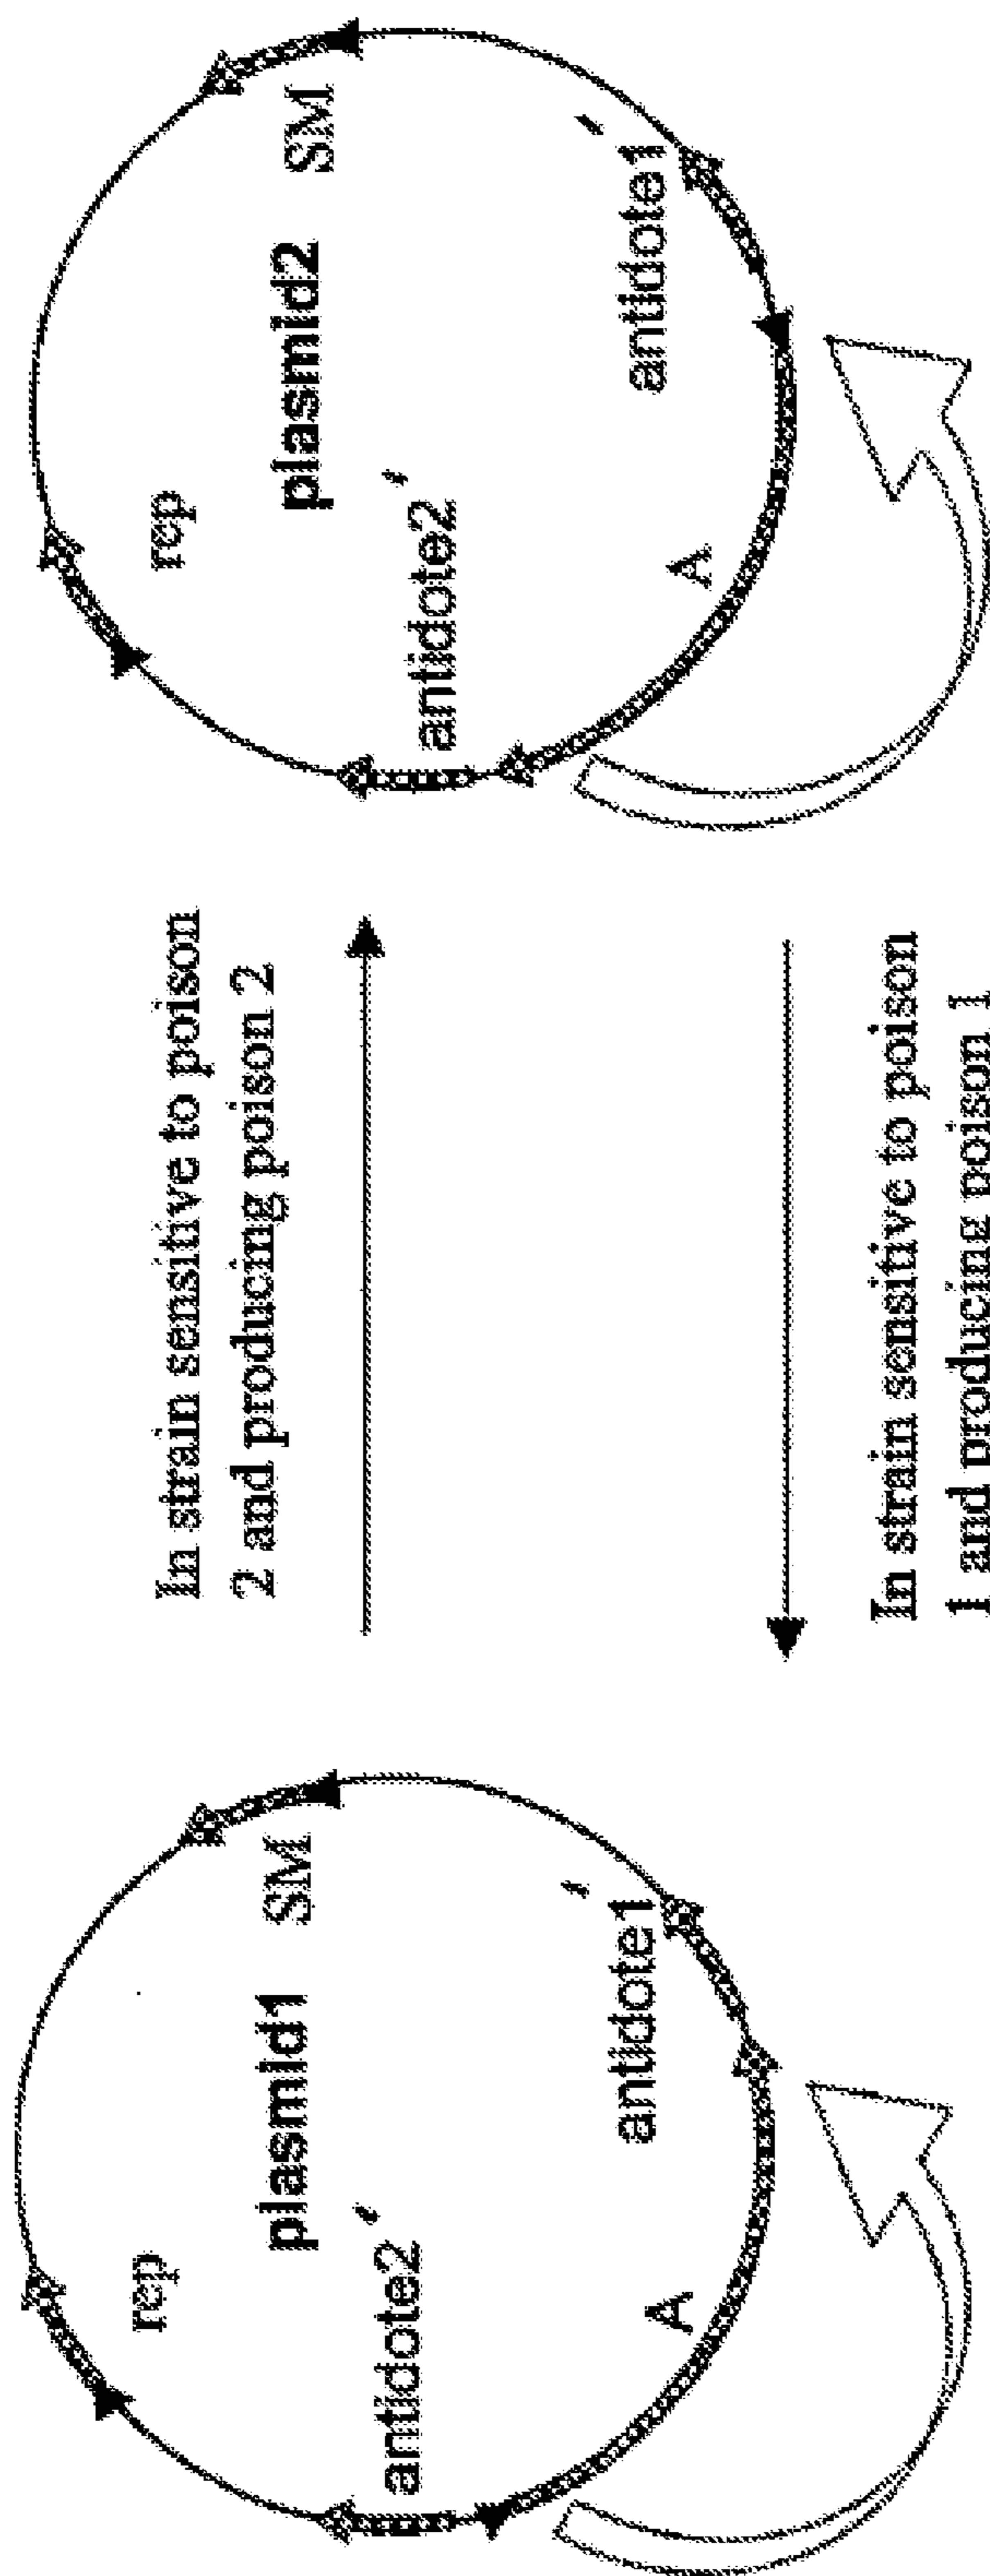 rep
plasmid1
SM
antidote2'
antidote1'
A
In strain sensitive to poison
2 and producing poison 2
In strain sensitive to poison
1 and producing poison 1
rep
plasmid2
SM
antidote2'
antidote1'
A